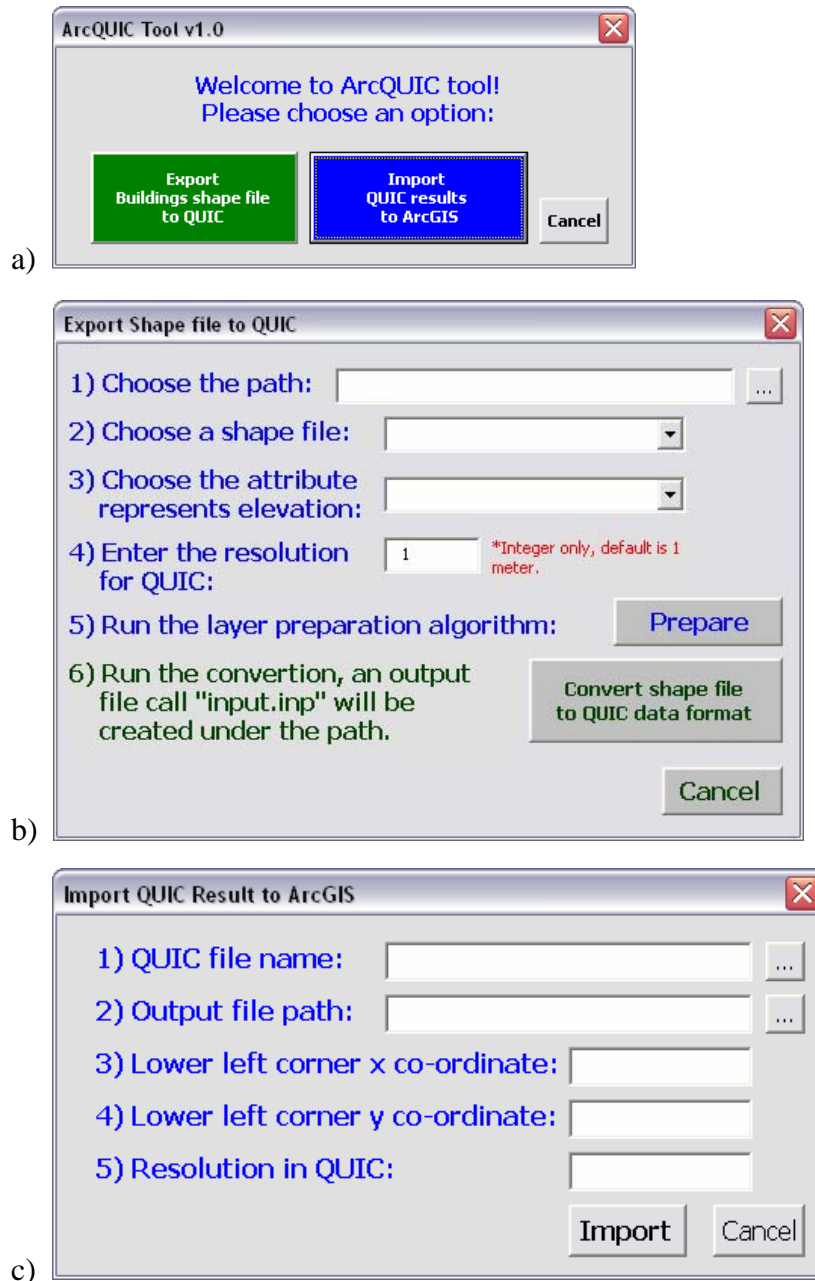 ArcQUIC Tool v1.0
Welcome to ArcQUIC tool!
Please choose an option:
Export
Buildings shape file
to QUIC
Import
QUIC results
to ArcGIS
Cancel
a)
Export Shape file to QUIC
1) Choose the path:
...
2) Choose a shape file:
3) Choose the attribute
represents elevation:
4) Enter the resolution
for QUIC:
1
*Integer only, default is 1
meter.
5) Run the layer preparation algorithm:
Prepare
6) Run the convertion, an output
file call "input.inp" will be
created under the path.
Convert shape file
to QUIC data format
Cancel
b)
Import QUIC Result to ArcGIS
1) QUIC file name:
...
2) Output file path:
...
3) Lower left corner x co-ordinate:
4) Lower left corner y co-ordinate:
5) Resolution in QUIC:
Import
Cancel
c)